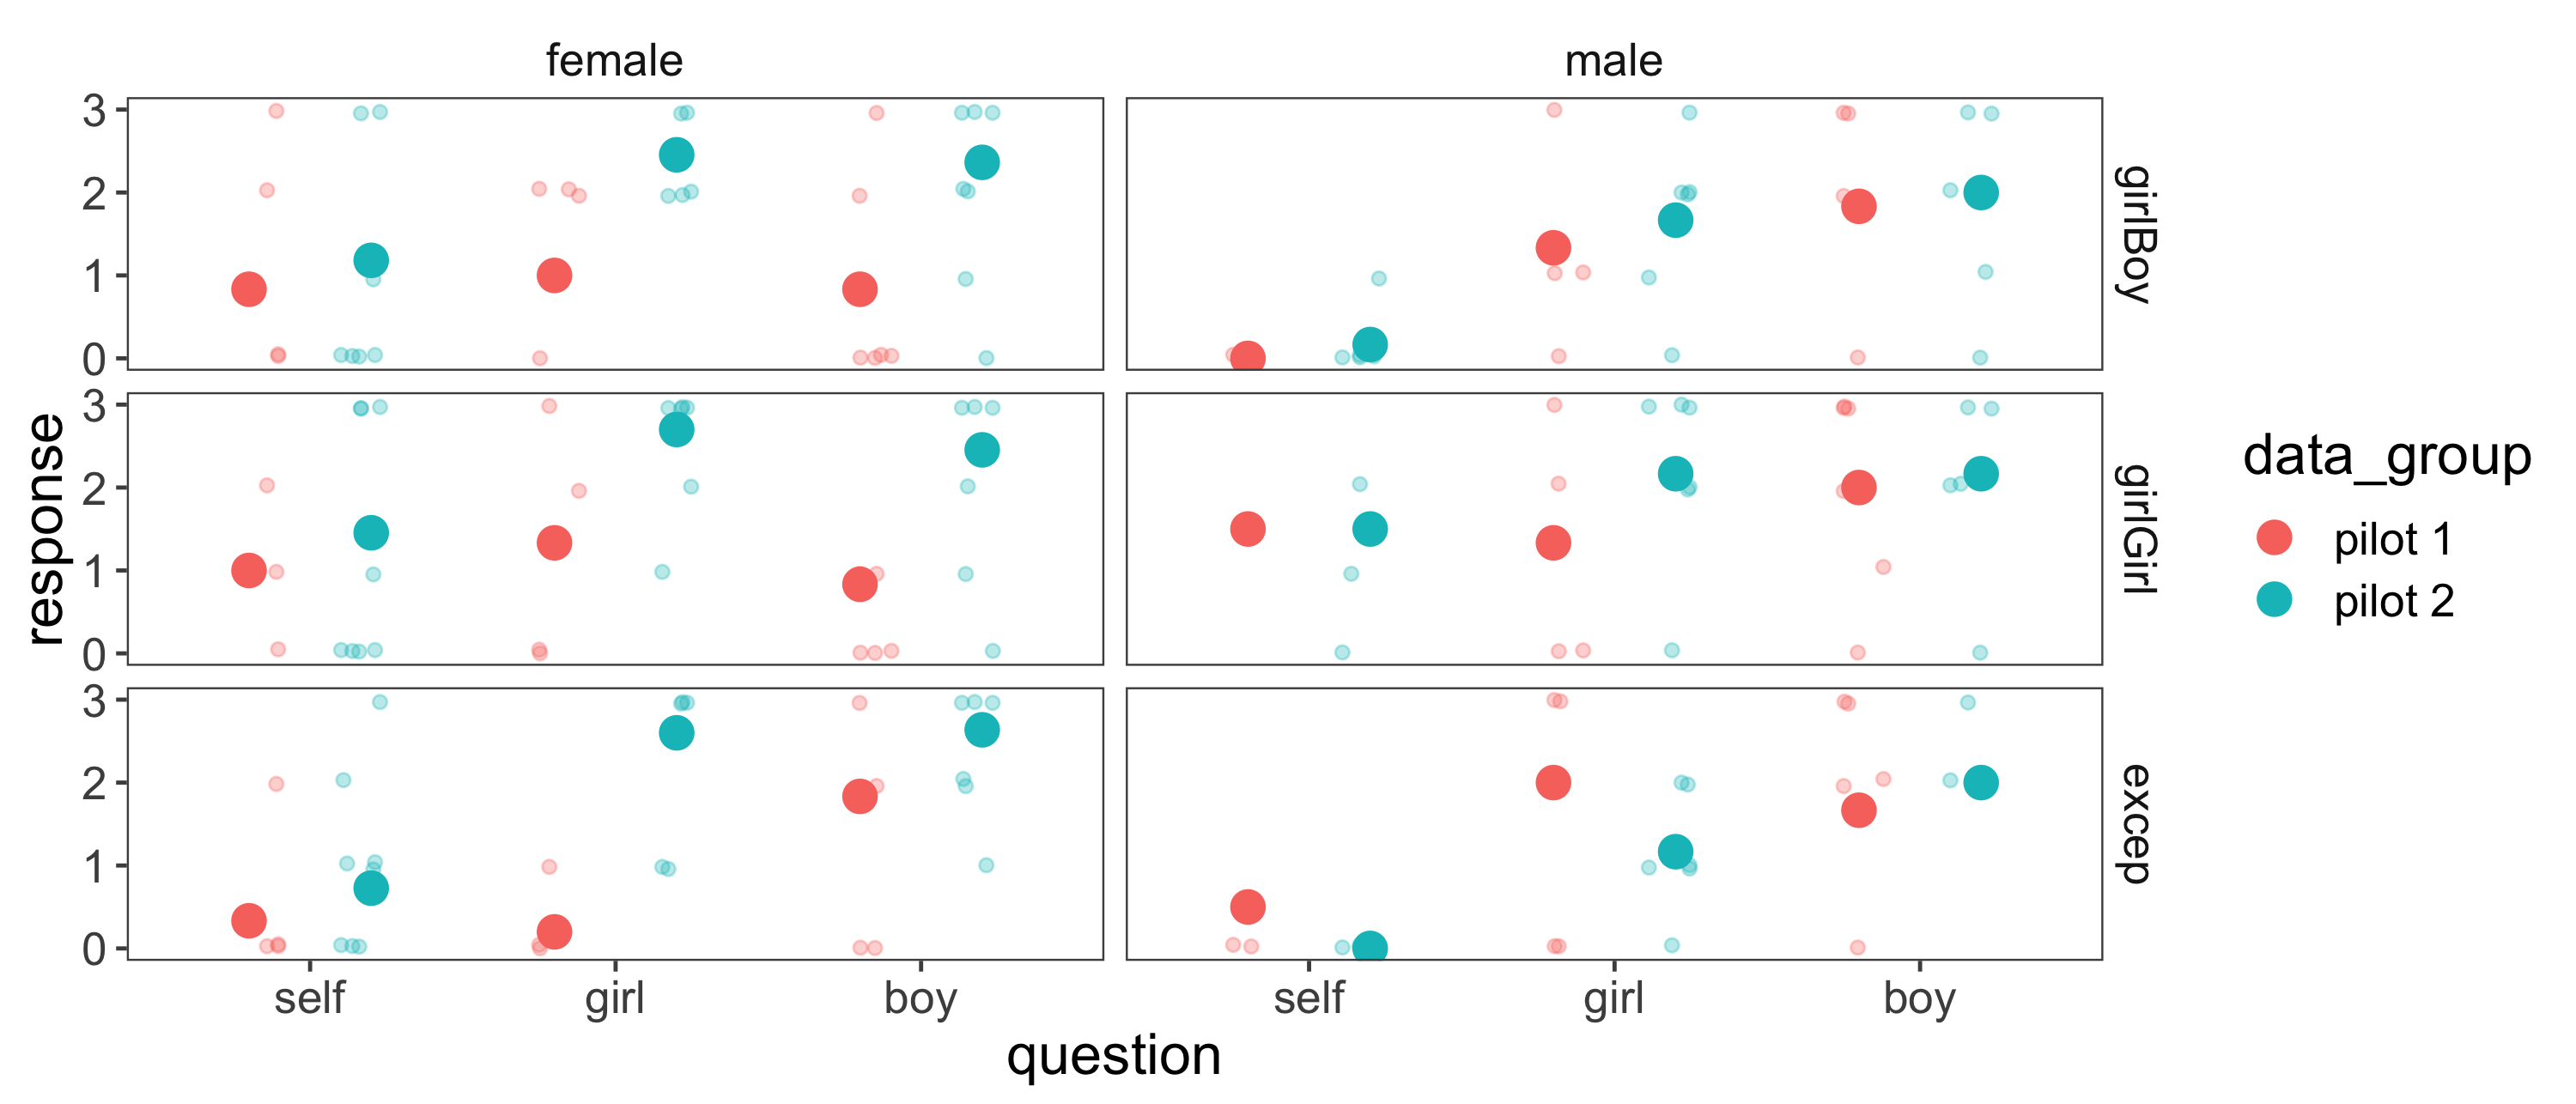 female
male
3
2
1
0
girlBoy
3
2
1
0
girlGirl
3
2
1
0
excep
response
self
girl
boy
self
girl
boy
question
data_group
pilot 1
pilot 2